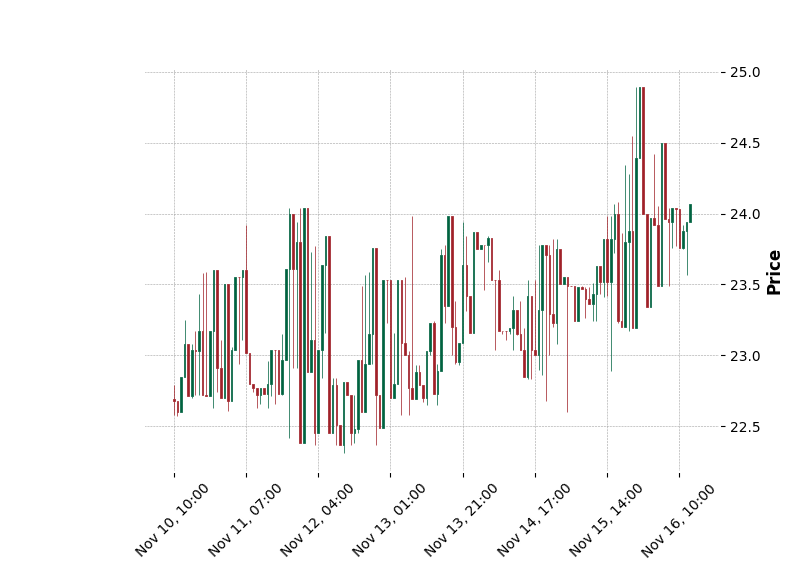 25.0
24.5
24.0
23.5
23.0
22.5
Price
Nov 10, 10:00
Nov 11, 07:00
Nov 12, 04:00
Nov 13, 01:00
Nov 13, 21:00
Nov 14, 17:00
Nov 15, 14:00
Nov 16, 10:00